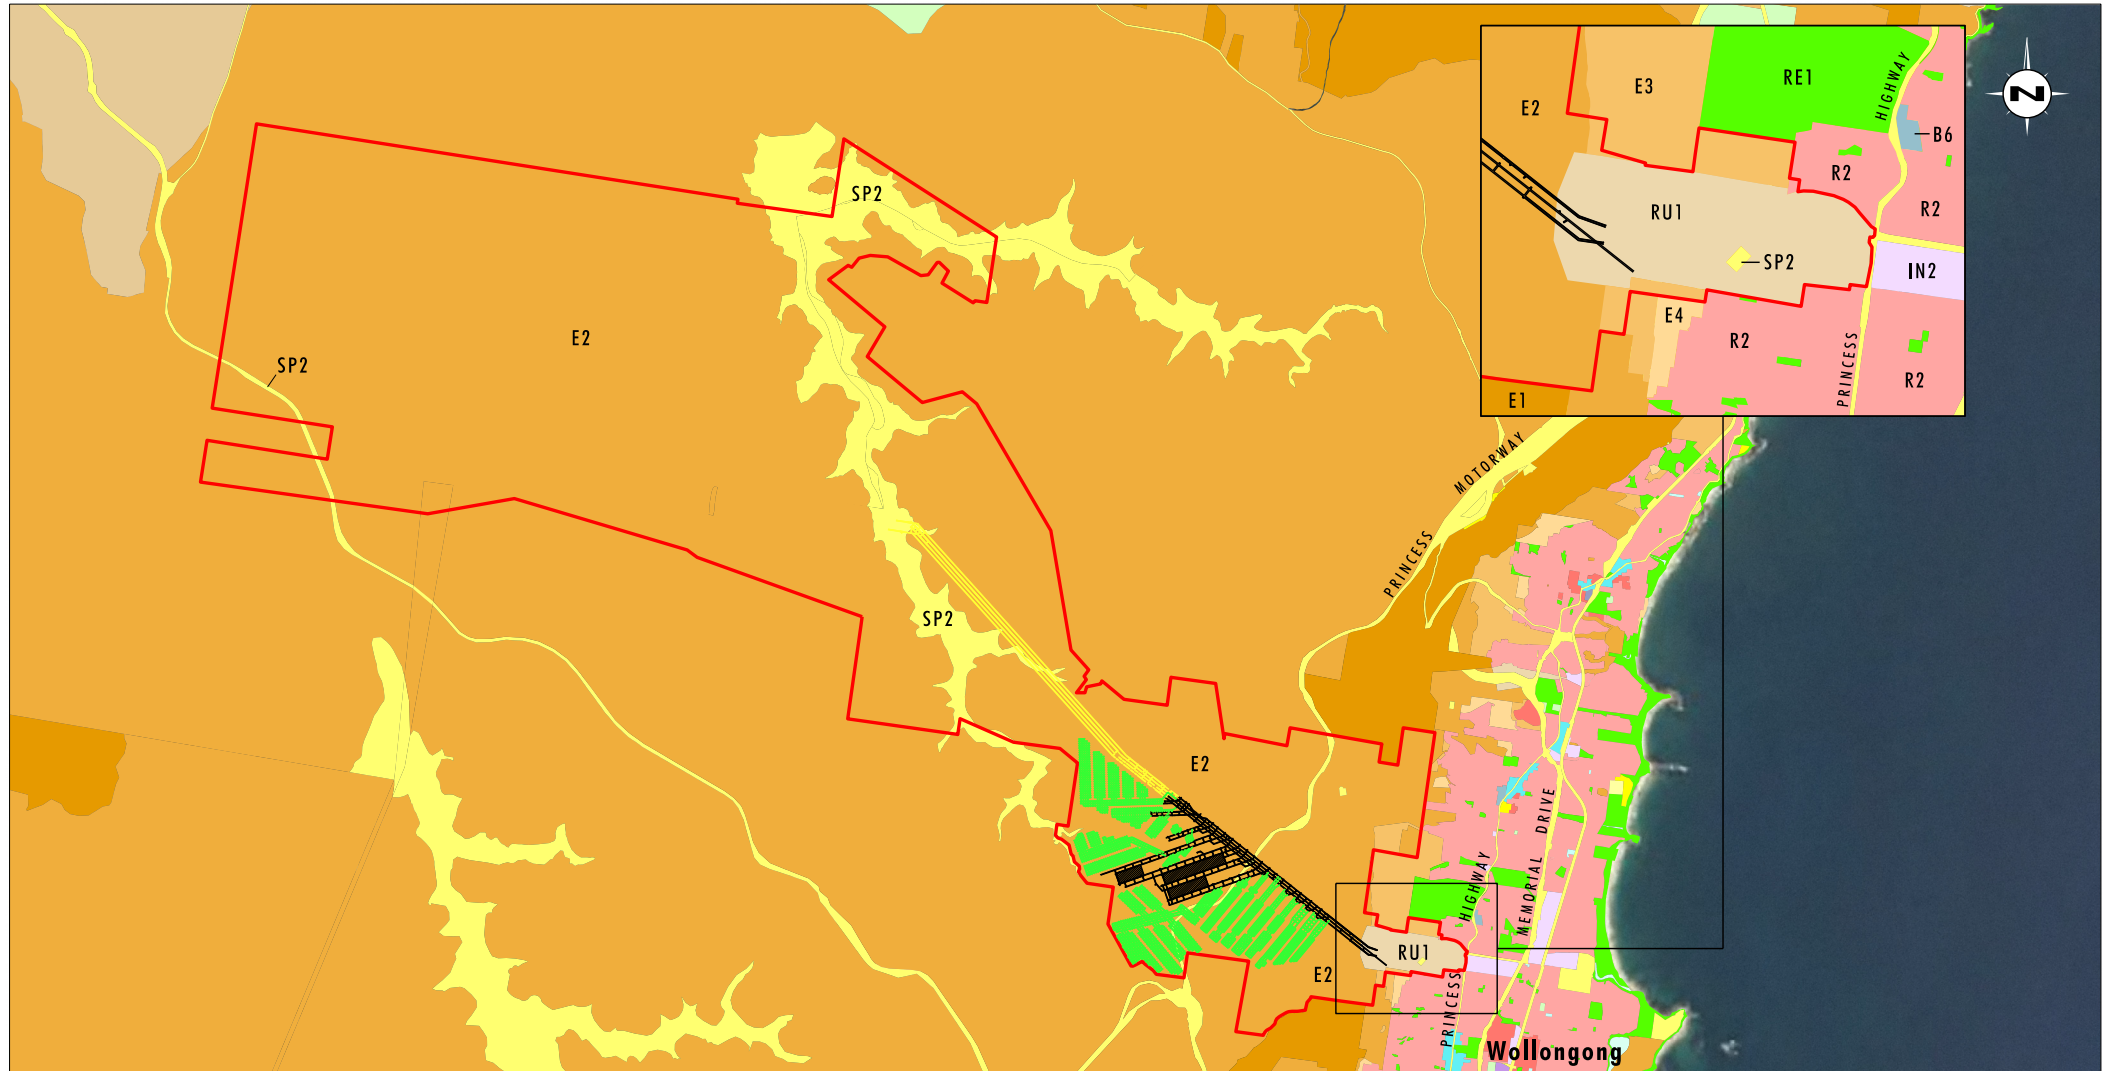 E3
RE1
HIGHWAY
E2
B6
R2
RU1
R2
SP2
IN2
E4
R2
PRINCESS
R2
E1
N
SP2
E2
SP2
MOTORWAY
PRINCESS
SP2
E2
MEMORIAL DRIVE
HIGHWAY
RU1
E2
PRINCESS
Wollongong